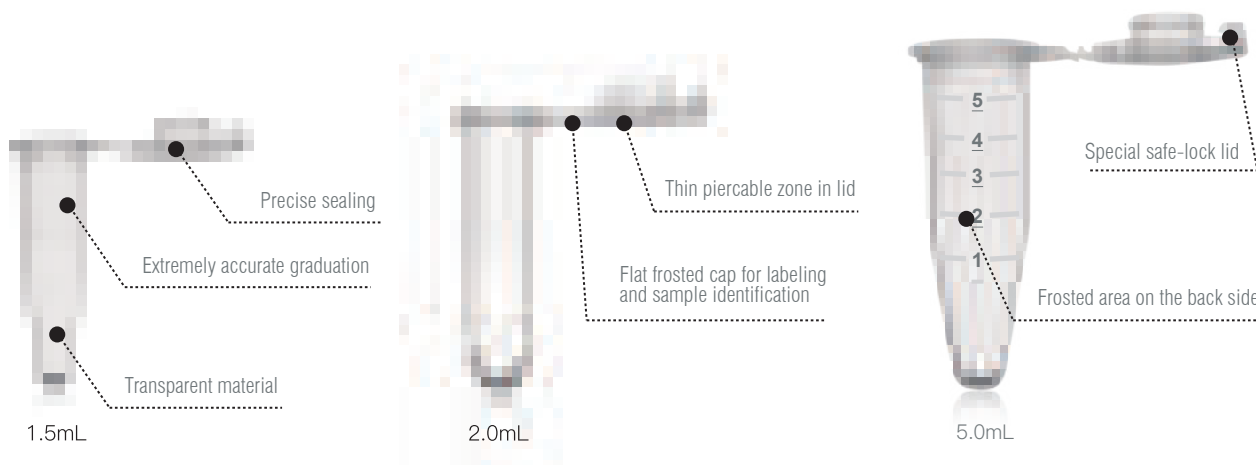 Precise sealing
Extremely accurate graduation
Transparent material
1.5mL
Thin piercable zone in lid
Flat frosted cap for labeling
and sample identification
2.0mL
5
4
3
2
1
Special safe-lock lid
Frosted area on the back side
5.0mL